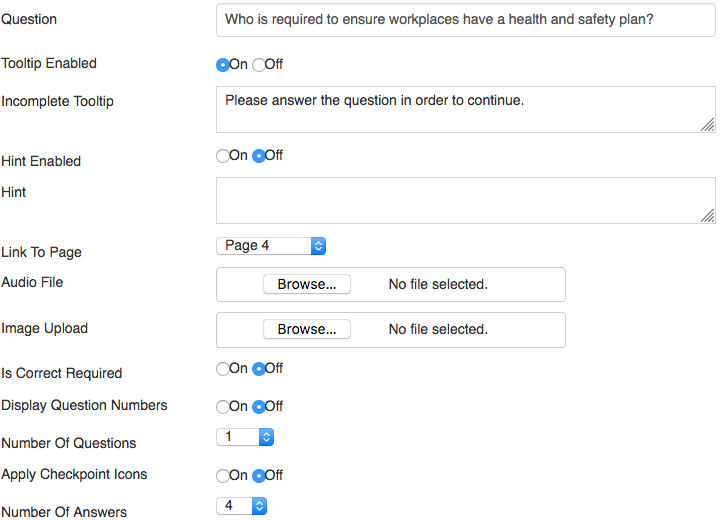 Question Who is required to ensure workplaces have a health and safety plan?
Tooltip Enabled On Off
Incomplete Tooltip Please answer the question in order to continue.
Hint Enabled On Off
Hint
Link To Page Page 4
Audio File Browse... No file selected.
Image Upload Browse... No file selected.
Is Correct Required On Off
Display Question Numbers On Off
Number Of Questions 1
Apply Checkpoint Icons On Off
Number Of Answers 4